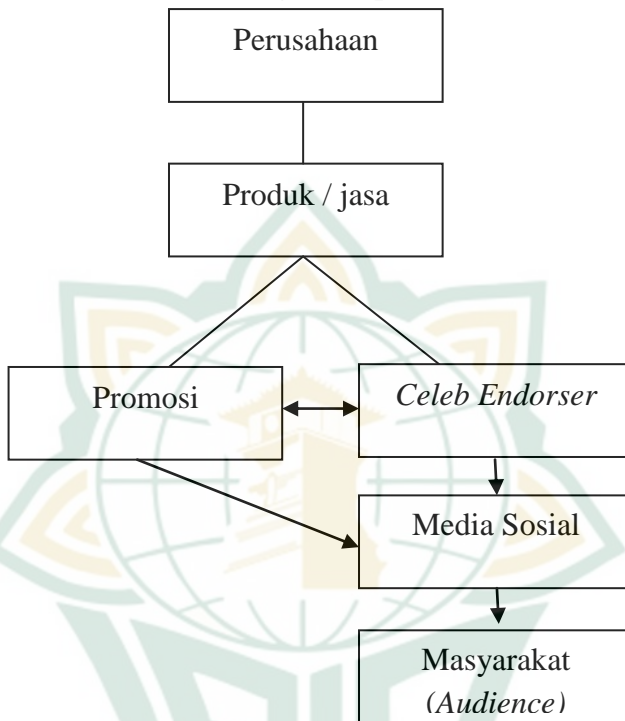 Perusahaan
Produk / jasa
Promosi
Celeb Endorser
Media Sosial
Masyarakat
(Audience)